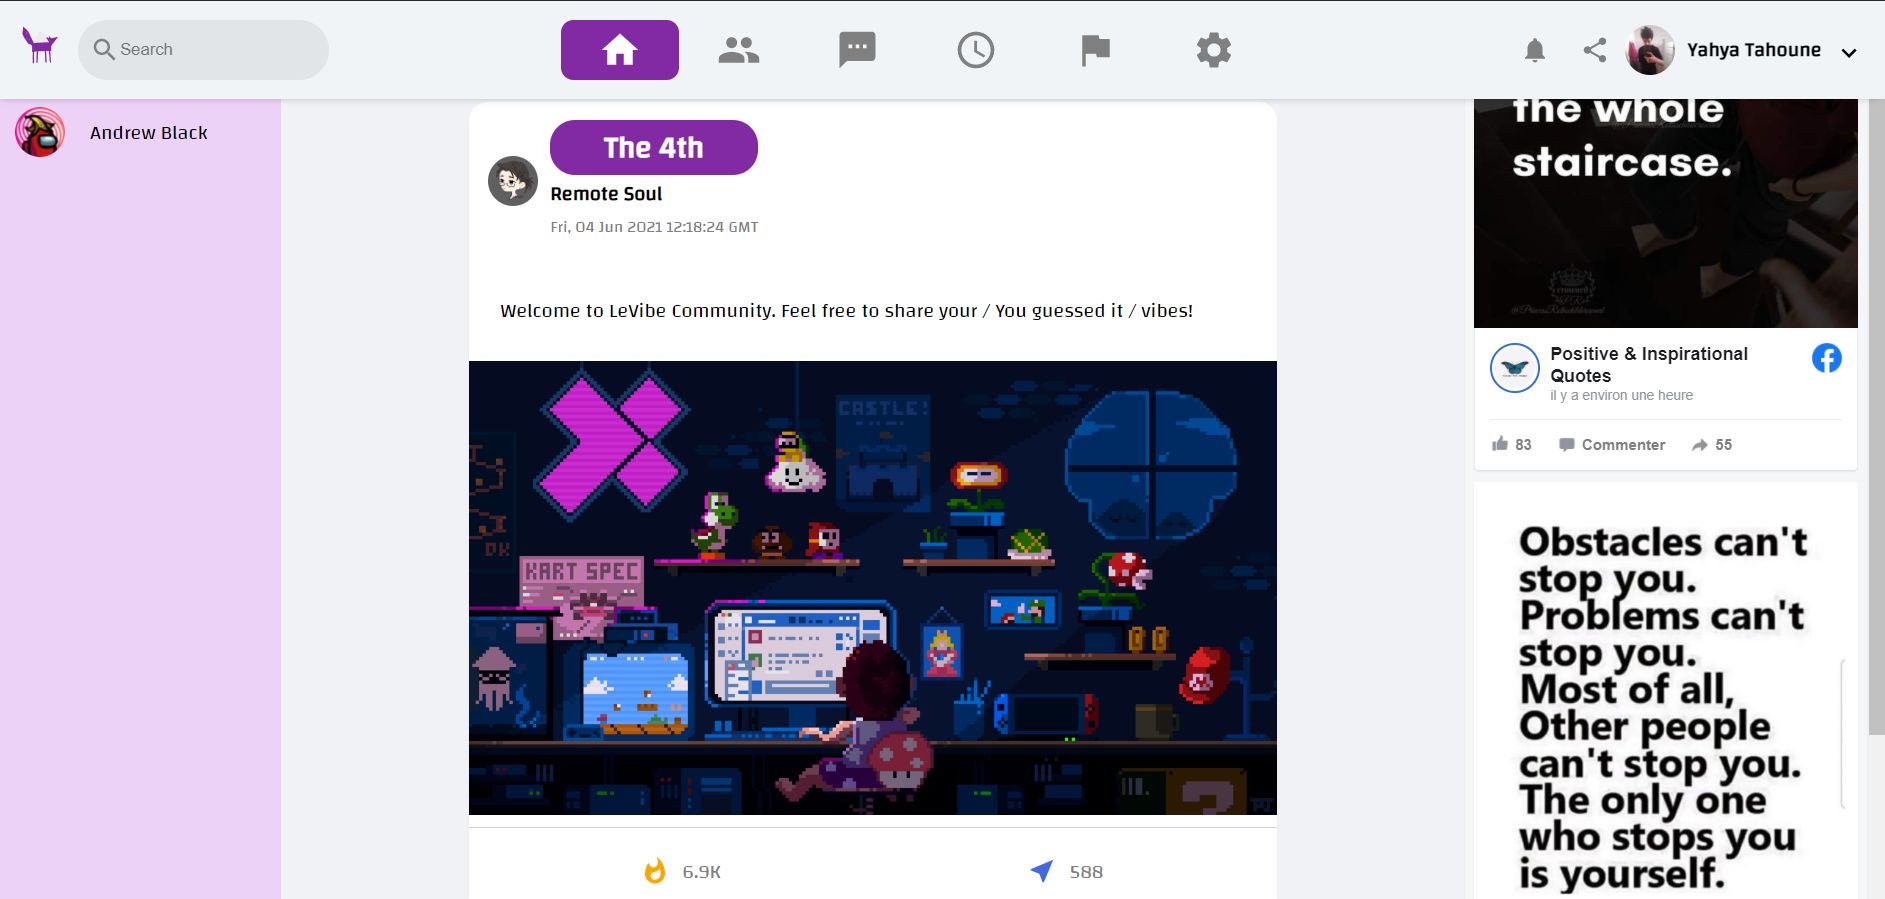 Search
Yahya Tahoune
Andrew Black
The 4th
Remote Soul
Fri, 04 Jun 2021 12:18:24 GMT
Welcome to LeVibe Community. Feel free to share your / You guessed it / vibes!
CASTLE!
DK
KART SPEC
?
6.9K
588
the whole
staircase.
Positive & Inspirational
Quotes
il y a environ une heure
83
Commenter
55
Obstacles can't
stop you.
Problems can't
stop you.
Most of all,
Other people
can't stop you.
The only one
who stops you
is yourself.